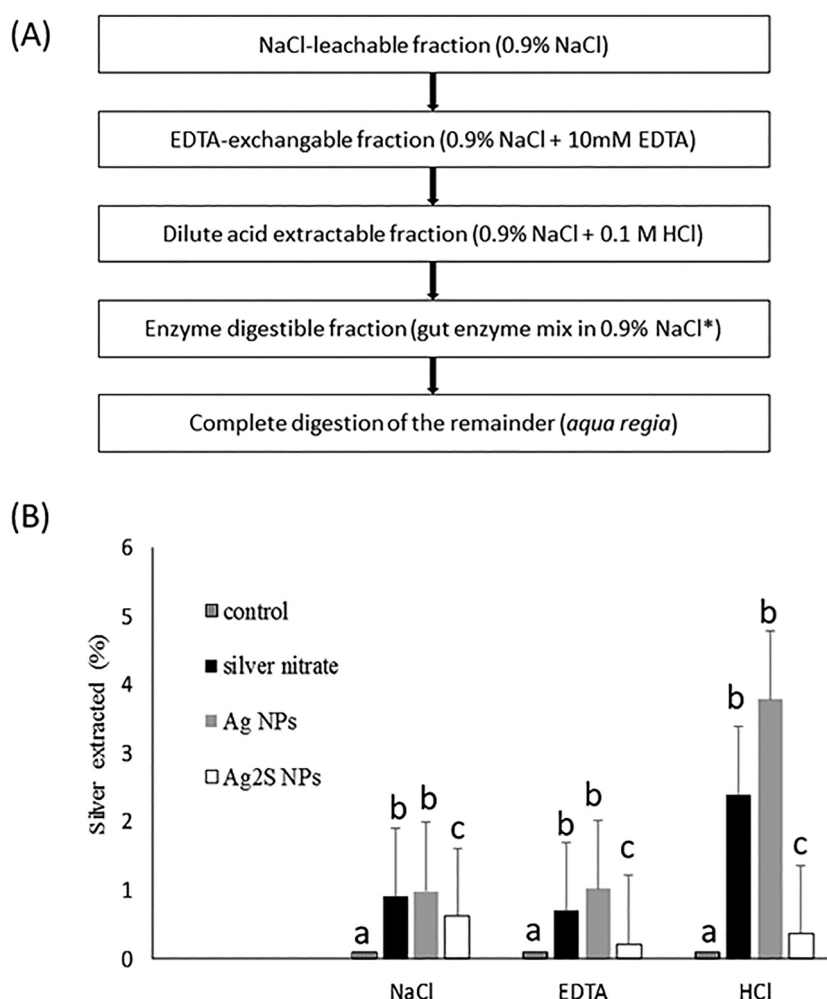 (A)
NaCl-leachable fraction (0.9% NaCl)
EDTA-exchangable fraction (0.9% NaCl + 10mM EDTA)
Dilute acid extractable fraction (0.9% NaCl + 0.1 M HCl)
Enzyme digestible fraction (gut enzyme mix in 0.9% NaCl*)
Complete digestion of the remainder (aqua regia)
(B)
Silver extracted (%)
6
5
4
3
2
1
0
control
silver nitrate
Ag NPs
Ag2S NPs
a b b c
a b b c
a b b c
NaCl EDTA HCl